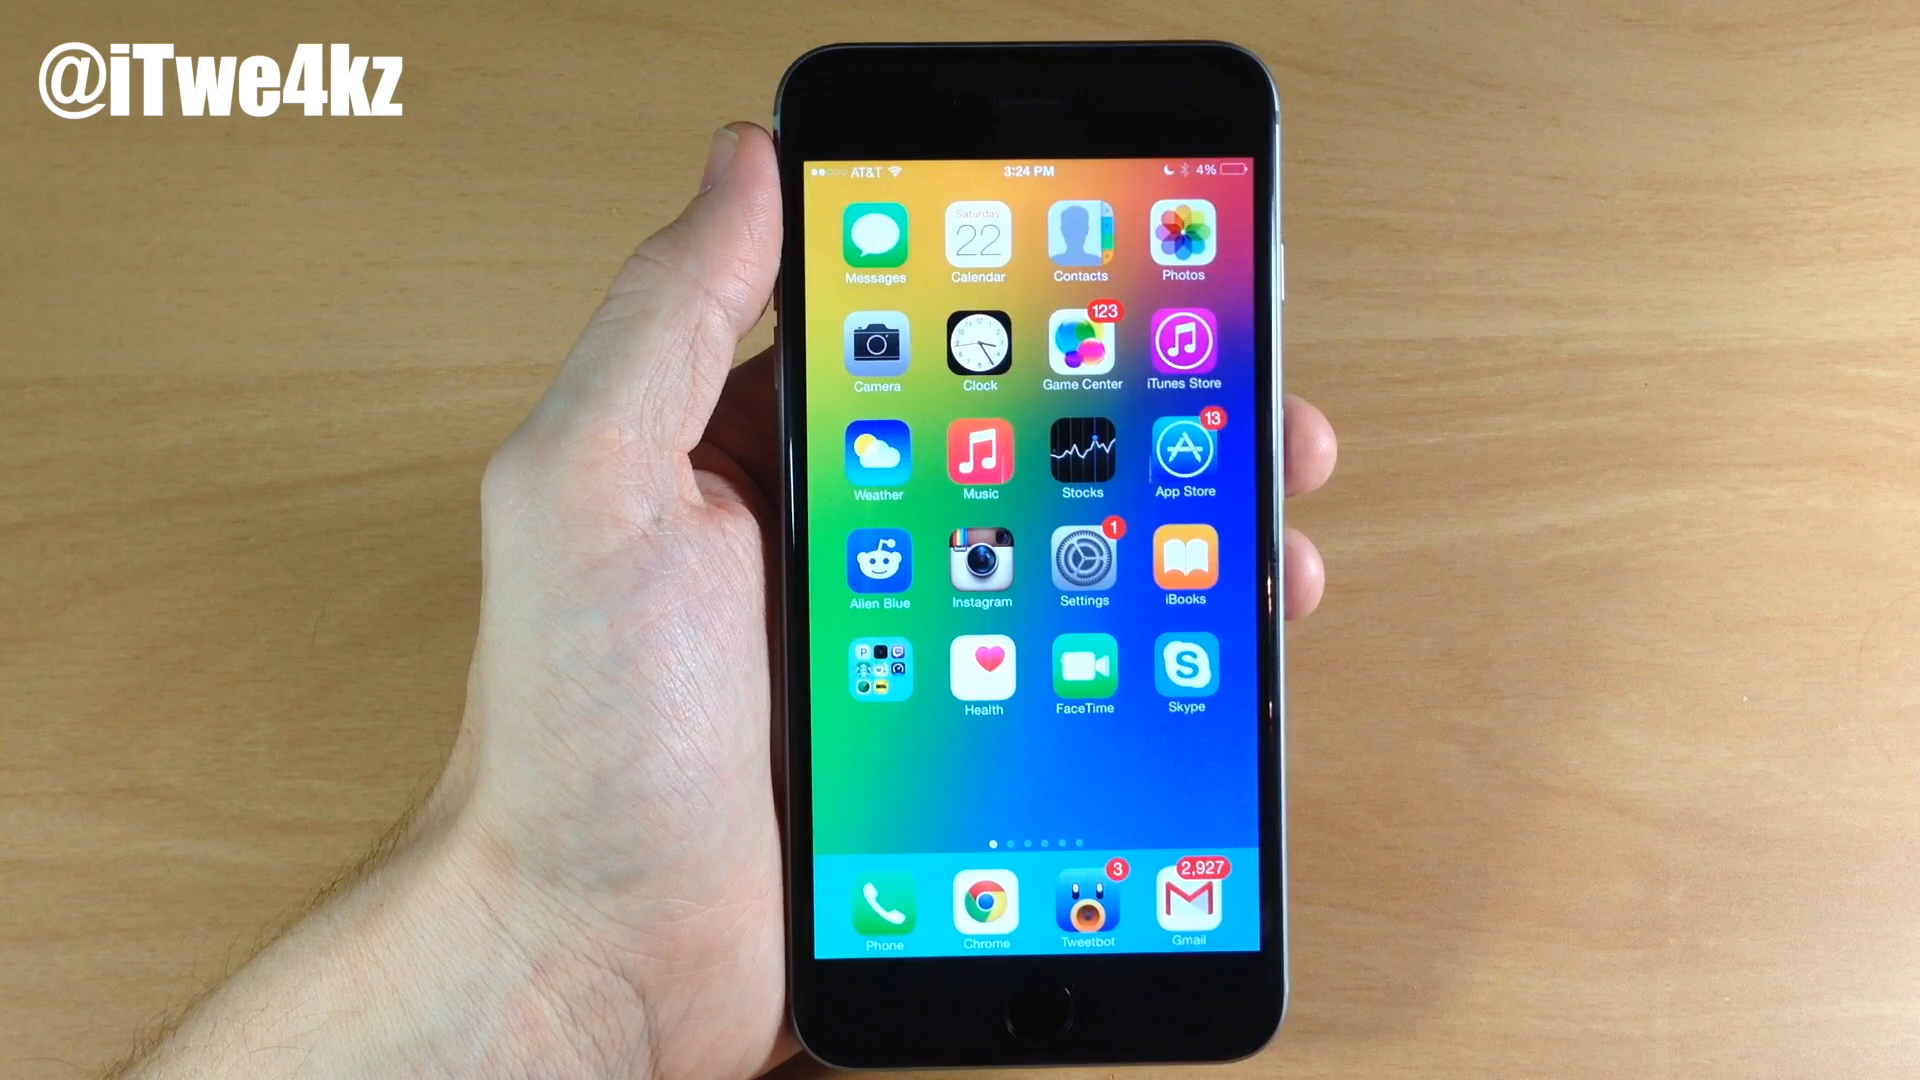 @iTwe4kz
AT&T 3:24 PM 4%
Saturday
22
Messages Calendar Contacts Photos
123
Camera Clock Game Center iTunes Store
13
Weather Music Stocks App Store
1
Alien Blue Instagram Settings iBooks
Health FaceTime Skype
3 2,927
Phone Chrome Tweetbot Gmail